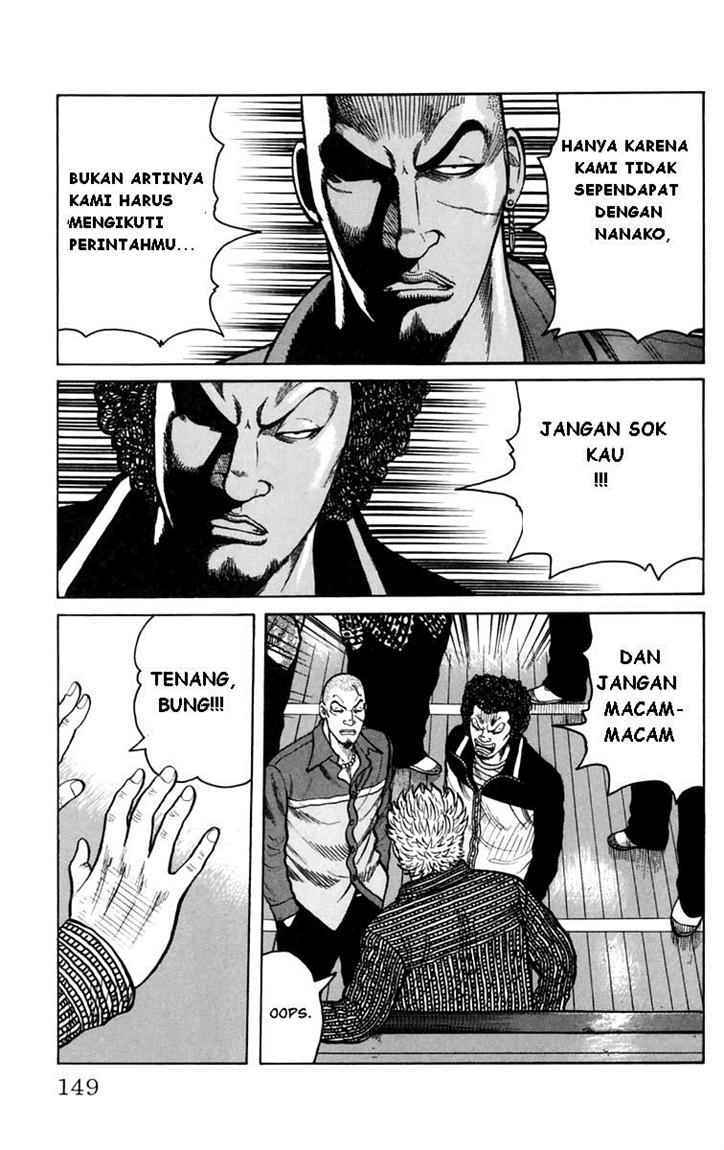 HANYA KARENA
KAMI TIDAK
SEPENDAPAT
DENGAN
NANAKO,
BUKAN ARTINYA
KAMI HARUS
MENGIKUTI
PERINTAHMU...
JANGAN SOK
KAU
!!!
DAN
JANGAN
MACAM-
MACAM
OOPS.
TENANG,
BUNG!!!
149